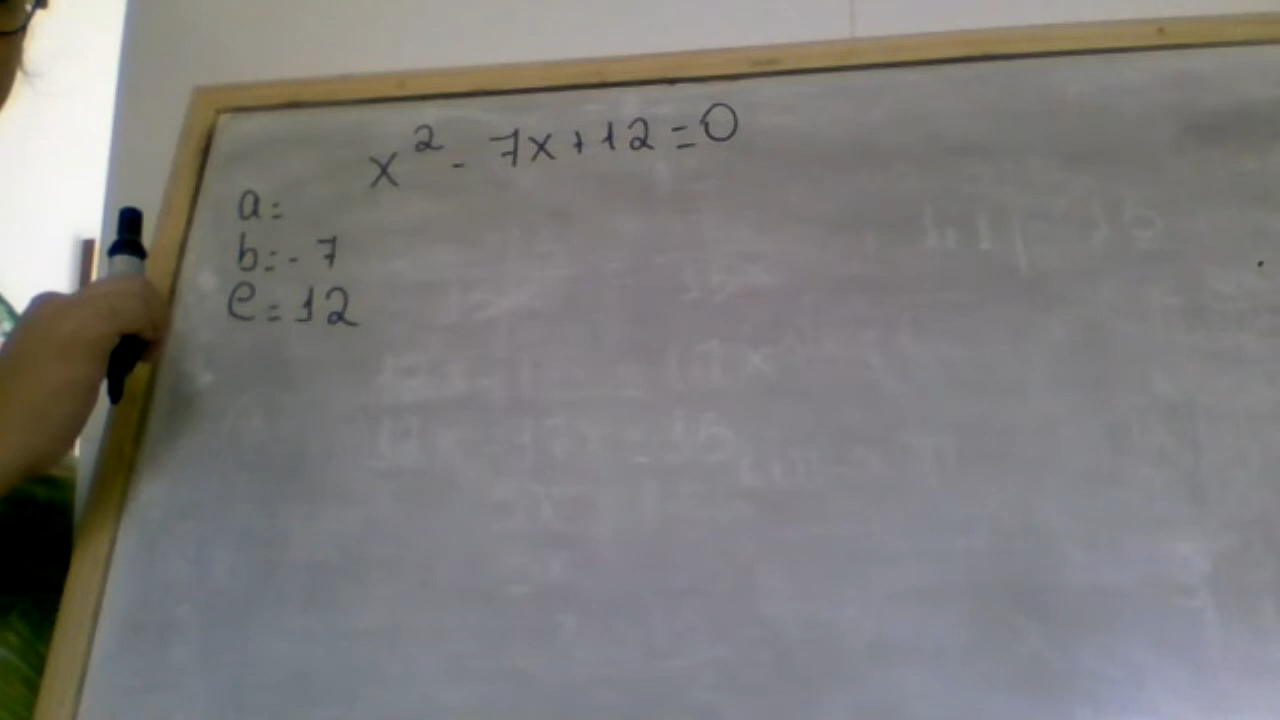 x² - 7x + 12 = 0
a =
b = - 7
c = 12